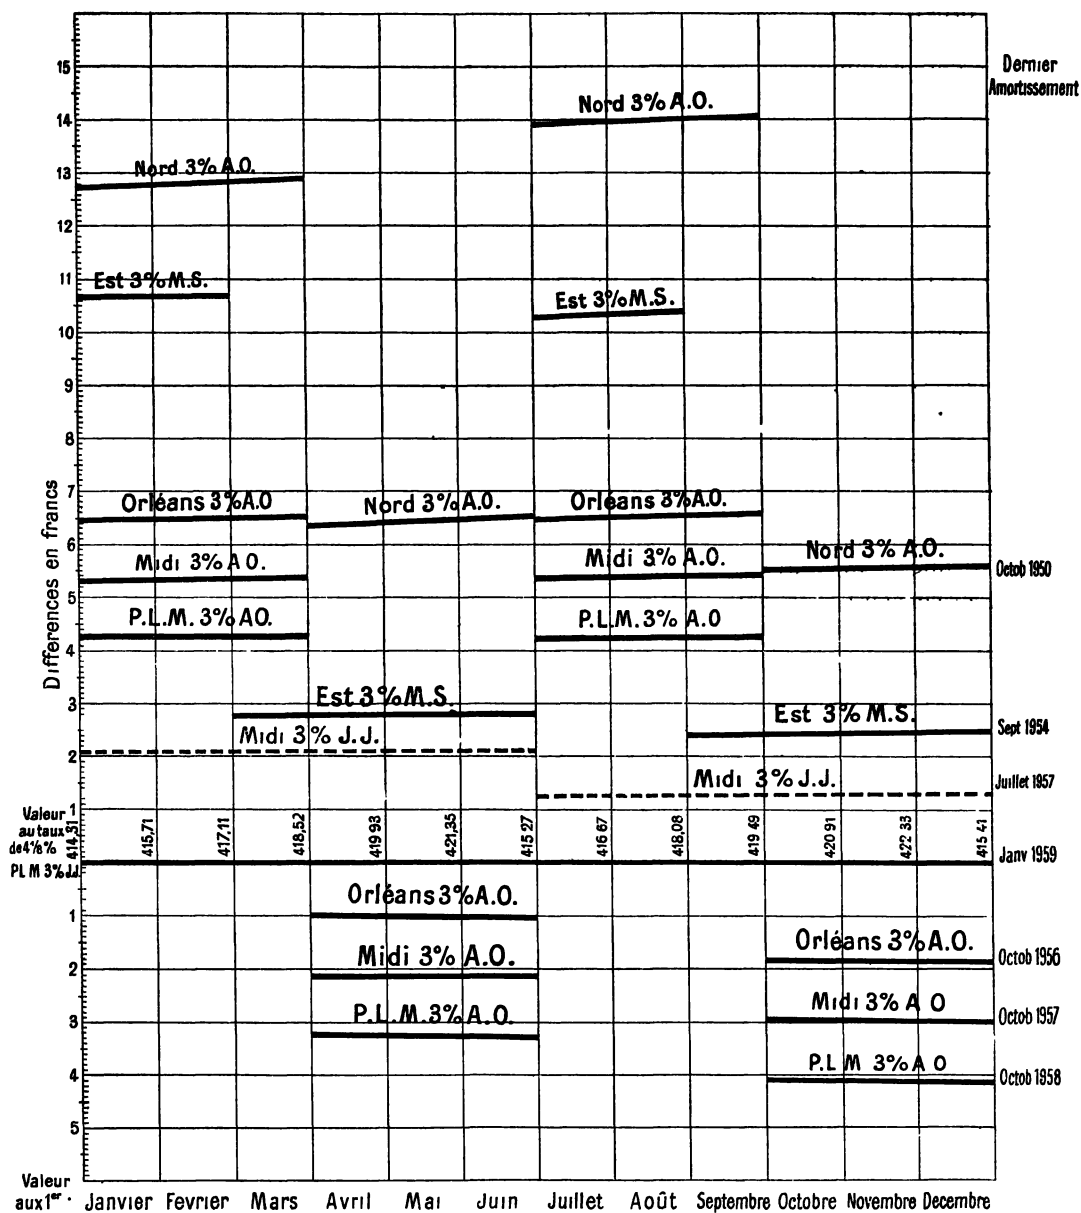 15
Dernier
Amortissement
Nord 3% A.O.
14
Nord 3% A.O.
13
12
11
Est 3% M.S.
Est 3% M.S.
10
9
8
7
Orléans 3% A.O
Nord 3% A.O.
Orléans 3% A.O.
6
Midi 3% A O.
Midi 3% A.O.
Nord 3% A.O.
Octob 1950
5
P.L.M. 3% AO.
P.L.M. 3% A.O
4
Différences en francs
3
Est 3% M.S.
Est 3% M.S.
Sept 1954
Midi 3% J.J.
2
Midi 3% J.J.
Juillet 1957
1
Valeur
au taux
de 4⅛%
414 31
415,71
417,11
418,52
419 93
421,35
415 27
416 67
418,08
419 49
420 91
422 33
415 41
Janv 1959
P L M 3% J.J
Orléans 3% A.O.
1
Orléans 3% A.O.
Octob 1956
Midi 3% A.O.
2
Midi 3% A O
Octob 1957
P.L.M. 3% A.O.
3
P.L M 3% A O
Octob 1958
4
5
Valeur
aux 1er.
Janvier Fevrier Mars Avril Mai Juin Juillet Août Septembre Octobre Novembre Decembre